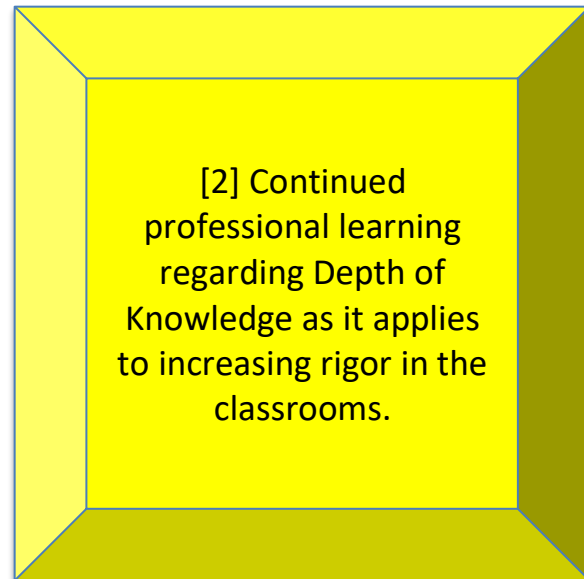 [2] Continued
professional learning
regarding Depth of
Knowledge as it applies
to increasing rigor in the
classrooms.